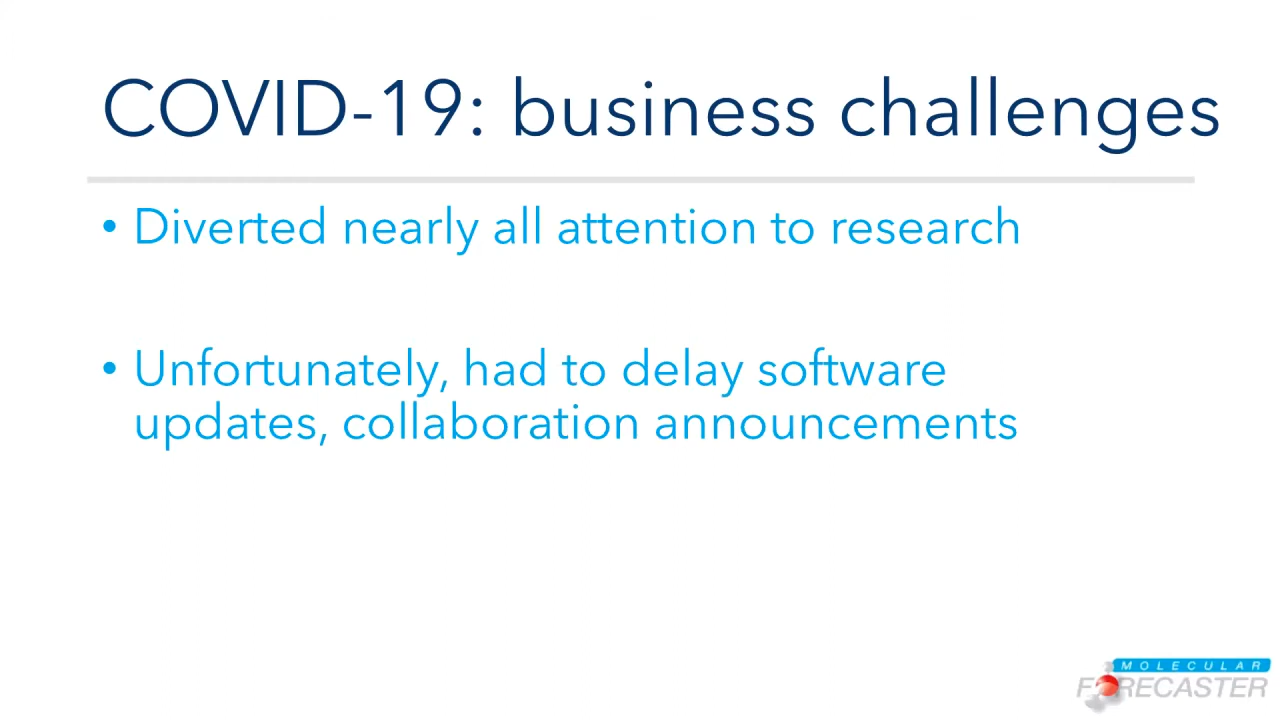 COVID-19: business challenges
• Diverted nearly all attention to research
• Unfortunately, had to delay software
updates, collaboration announcements
MOLECULAR
FORECASTER